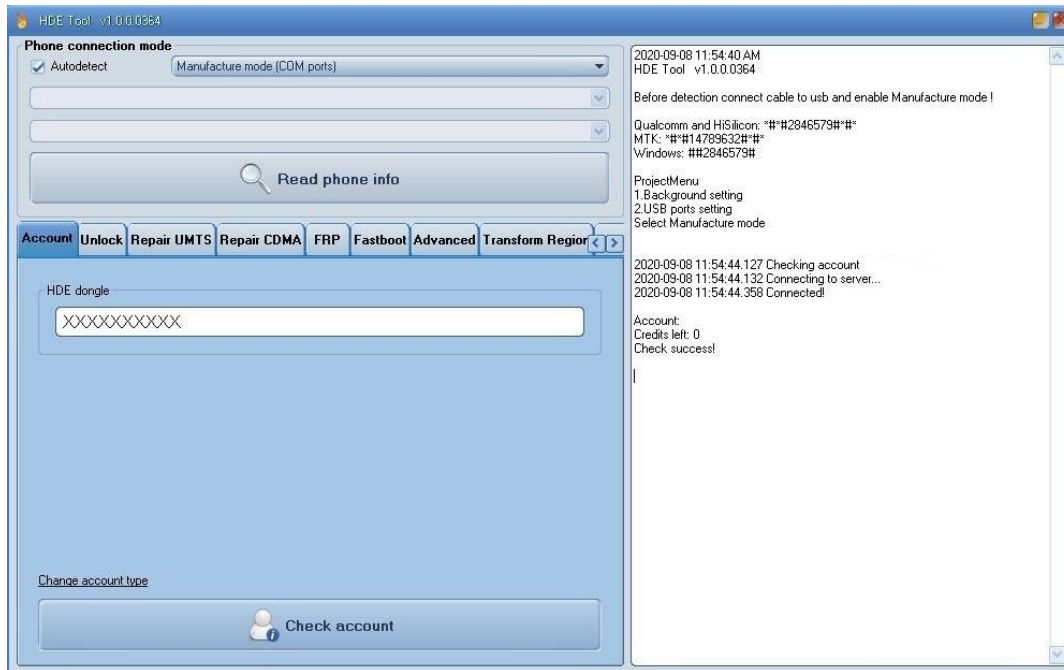 HDE Tool v1.0.0.0364
Phone connection mode
Autodetect
Manufacture mode (COM ports)
Read phone info
Account
Unlock
Repair UMTS
Repair CDMA
FRP
Fastboot
Advanced
Transform Region
HDE dongle
XXXXXXXXXX
Change account type
Check account
2020-09-08 11:54:40 AM
HDE Tool v1.0.0.0364
Before detection connect cable to usb and enable Manufacture mode !
Qualcomm and HiSilicon: *#*#2846579#*#*
MTK: *#*#14789632#*#*
Windows: ##2846579#
ProjectMenu
1.Background setting
2.USB ports setting
Select Manufacture mode
2020-09-08 11:54:44.127 Checking account
2020-09-08 11:54:44.132 Connecting to server...
2020-09-08 11:54:44.358 Connected!
Account:
Credits left: 0
Check success!